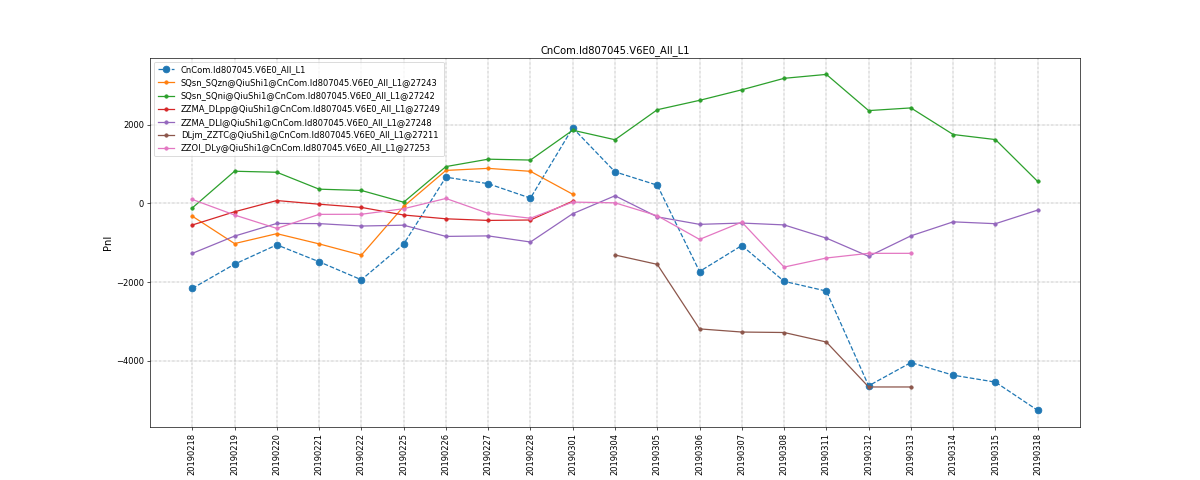 CnCom.Id807045.V6E0_All_L1
CnCom.Id807045.V6E0_All_L1
SQsn_SQzn@QiuShi1@CnCom.Id807045.V6E0_All_L1@27243
SQsn_SQni@QiuShi1@CnCom.Id807045.V6E0_All_L1@27242
ZZMA_DLpp@QiuShi1@CnCom.Id807045.V6E0_All_L1@27249
ZZMA_DLl@QiuShi1@CnCom.Id807045.V6E0_All_L1@27248
DLjm_ZZTC@QiuShi1@CnCom.Id807045.V6E0_All_L1@27211
ZZOI_DLy@QiuShi1@CnCom.Id807045.V6E0_All_L1@27253
2000
0
−2000
−4000
Pnl
20190218
20190219
20190220
20190221
20190222
20190225
20190226
20190227
20190228
20190301
20190304
20190305
20190306
20190307
20190308
20190311
20190312
20190313
20190314
20190315
20190318